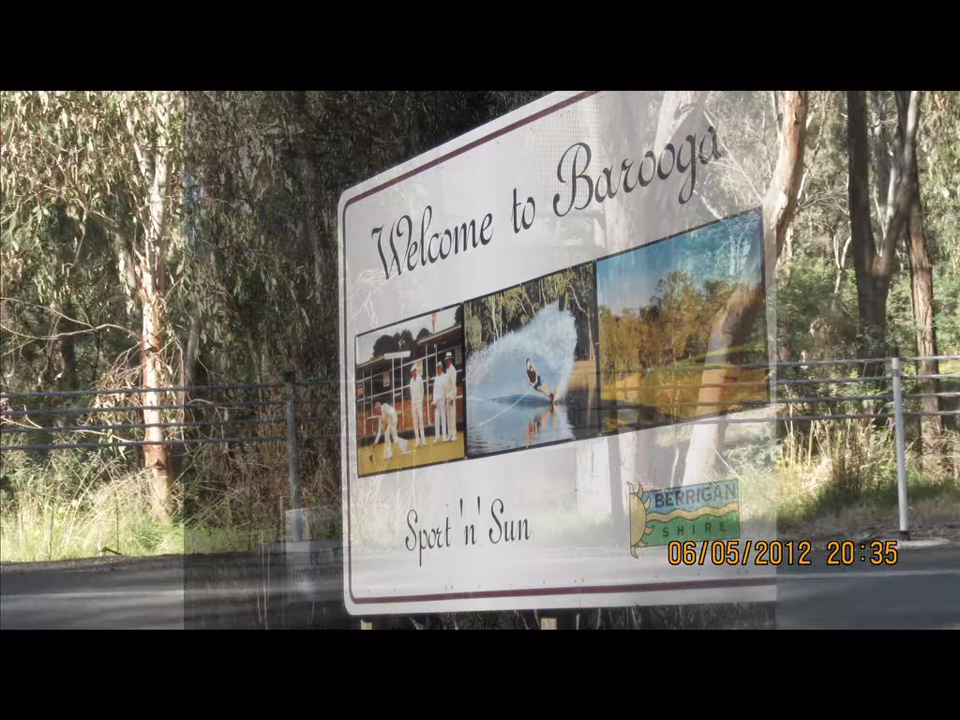 Welcome to Barooga
Sport 'n' Sun
BERRIGAN
SHIRE
06/05/2012 20:35